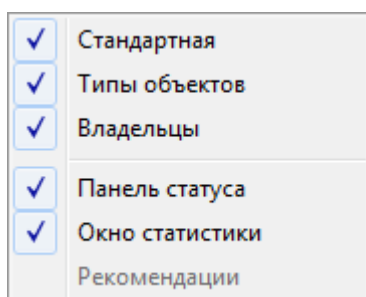 Стандартная
Типы объектов
Владельцы
Панель статуса
Окно статистики
Рекомендации